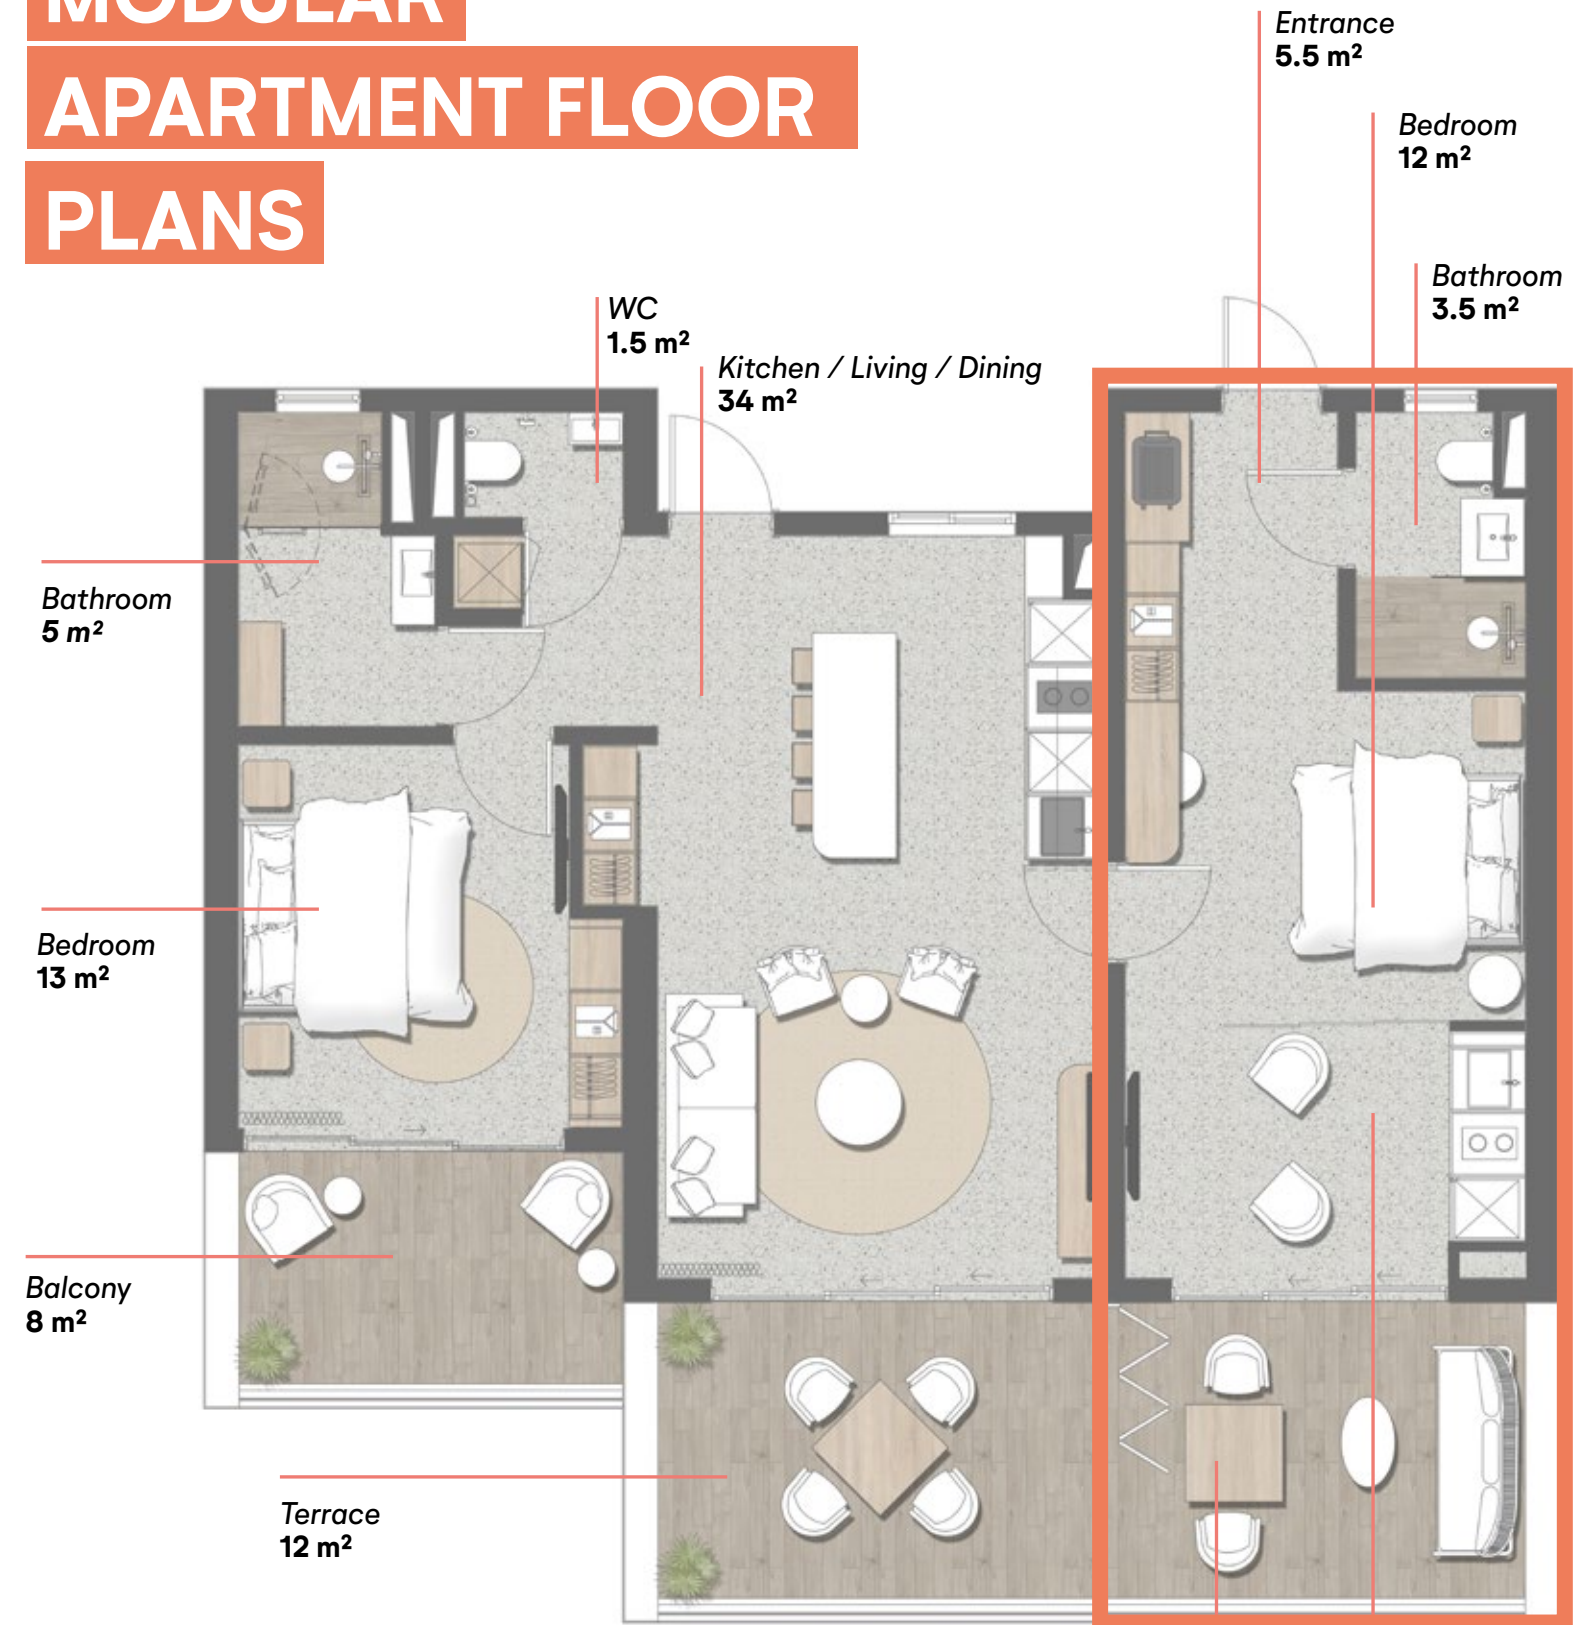 MODULAR
APARTMENT FLOOR
PLANS
Entrance
5.5 m²
Bedroom
12 m²
Bathroom
3.5 m²
WC
1.5 m²
Kitchen / Living / Dining
34 m²
Bathroom
5 m²
Bedroom
13 m²
Balcony
8 m²
Terrace
12 m²